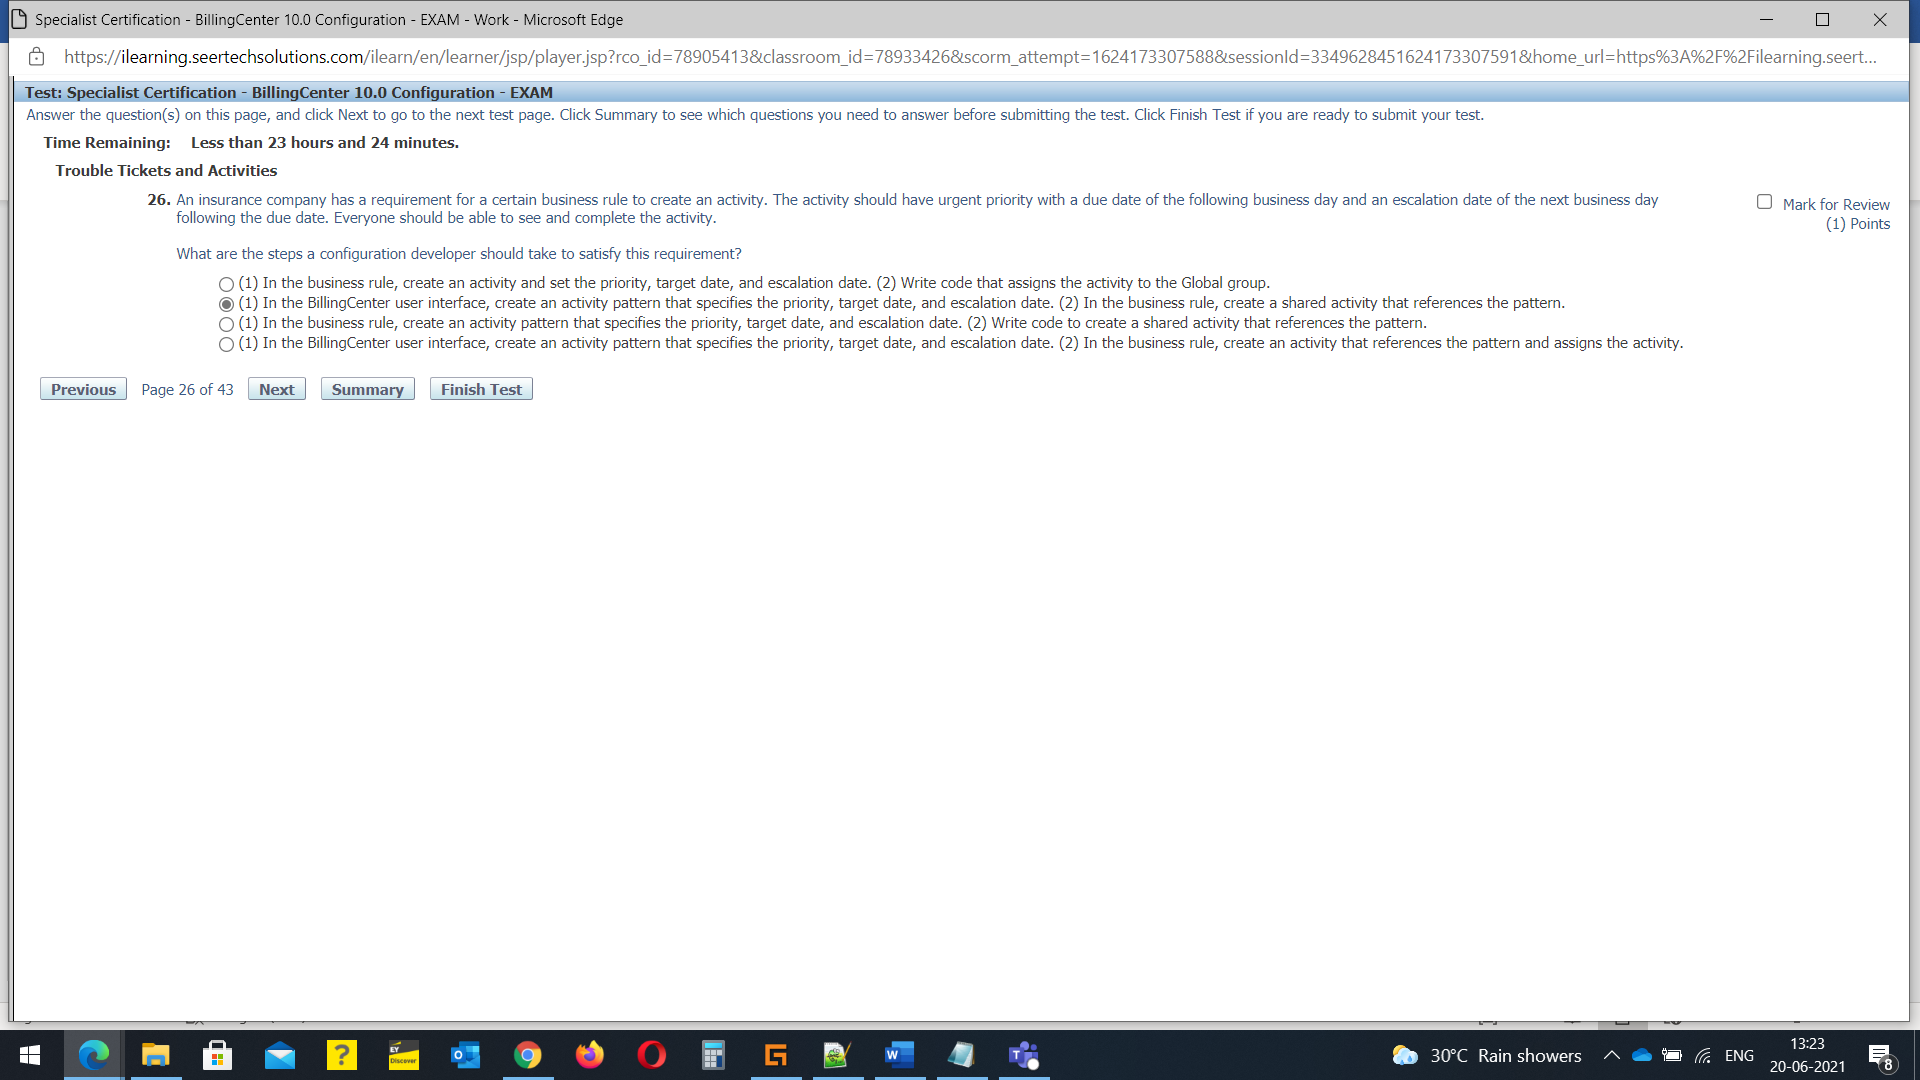 Specialist Certification - BillingCenter 10.0 Configuration - EXAM - Work - Microsoft Edge
https://ilearning.seertechsolutions.com/ilearn/en/learner/jsp/player.jsp?rco_id=78905413&classroom_id=78933426&scorm_attempt=1624173307588&sessionId=3349628451624173307591&home_url=https%3A%2F%2Filearning.seert...
Test: Specialist Certification - BillingCenter 10.0 Configuration - EXAM
Answer the question(s) on this page, and click Next to go to the next test page. Click Summary to see which questions you need to answer before submitting the test. Click Finish Test if you are ready to submit your test.
Time Remaining: Less than 23 hours and 24 minutes.
Trouble Tickets and Activities
26. An insurance company has a requirement for a certain business rule to create an activity. The activity should have urgent priority with a due date of the following business day and an escalation date of the next business day
following the due date. Everyone should be able to see and complete the activity.
Mark for Review
(1) Points
What are the steps a configuration developer should take to satisfy this requirement?
(1) In the business rule, create an activity and set the priority, target date, and escalation date. (2) Write code that assigns the activity to the Global group.
(1) In the BillingCenter user interface, create an activity pattern that specifies the priority, target date, and escalation date. (2) In the business rule, create a shared activity that references the pattern.
(1) In the business rule, create an activity pattern that specifies the priority, target date, and escalation date. (2) Write code to create a shared activity that references the pattern.
(1) In the BillingCenter user interface, create an activity pattern that specifies the priority, target date, and escalation date. (2) In the business rule, create an activity that references the pattern and assigns the activity.
Previous Page 26 of 43 Next Summary Finish Test
EY
Discover
30°C Rain showers
ENG
13:23
20-06-2021
8